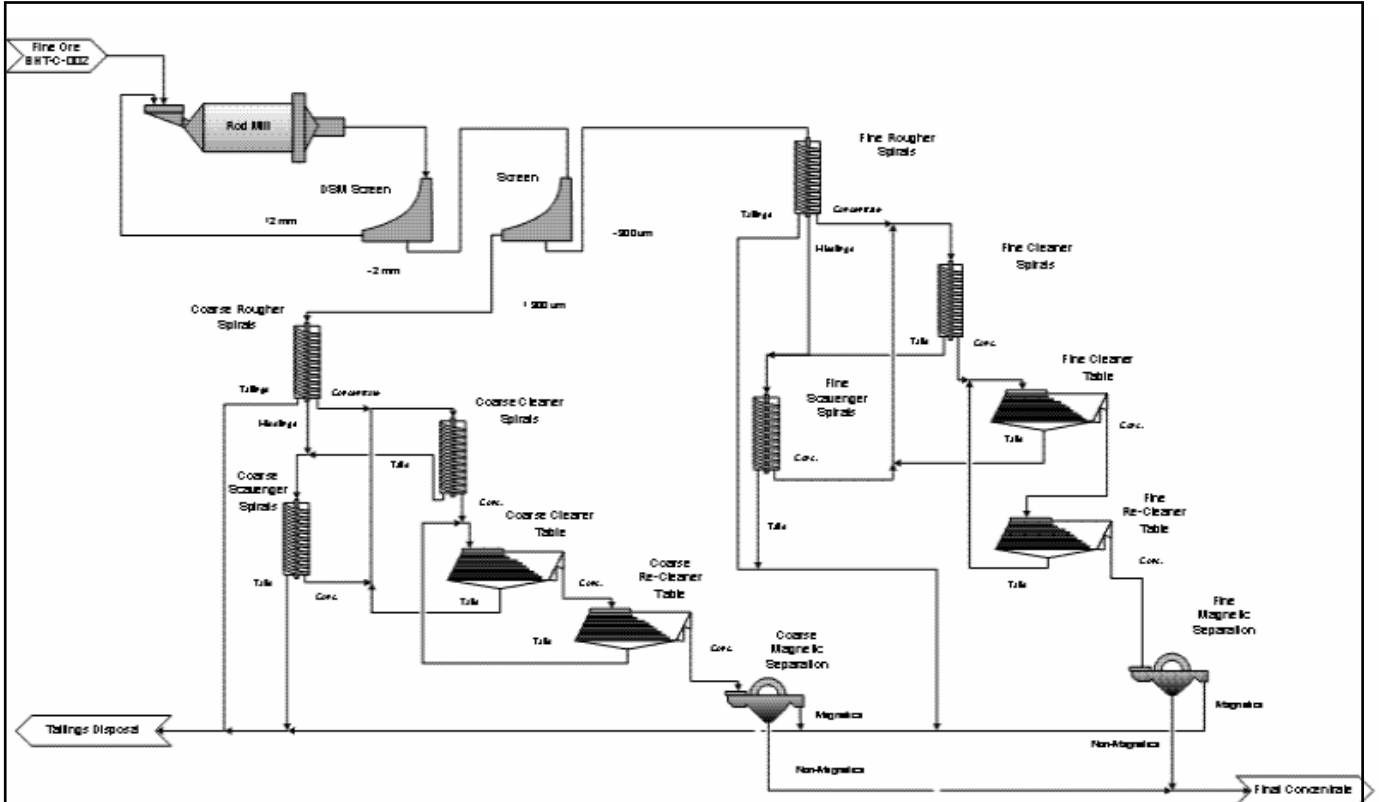 Fine Ore
BHT-C-002
Rod Mill
DSM Screen
Screen
+2 mm
-2 mm
-300um
+300um
Fine Rougher
Spirals
Tailings
Concentrate
Middlings
Fine Cleaner
Spirals
Tails
Conc.
Fine Cleaner
Table
Tails
Conc.
Fine
Scavenger
Spirals
Conc.
Tails
Fine
Re-Cleaner
Table
Tails
Conc.
Fine
Magnetic
Separation
Magnetics
Non-Magnetics
Coarse Rougher
Spirals
Tailings
Concentrate
Middlings
Coarse Cleaner
Spirals
Tails
Conc.
Coarse
Scavenger
Spirals
Tails
Conc.
Coarse Cleaner
Table
Tails
Conc.
Coarse
Re-Cleaner
Table
Tails
Conc.
Coarse
Magnetic
Separation
Magnetics
Non-Magnetics
Tailings Disposal
Final Concentrate